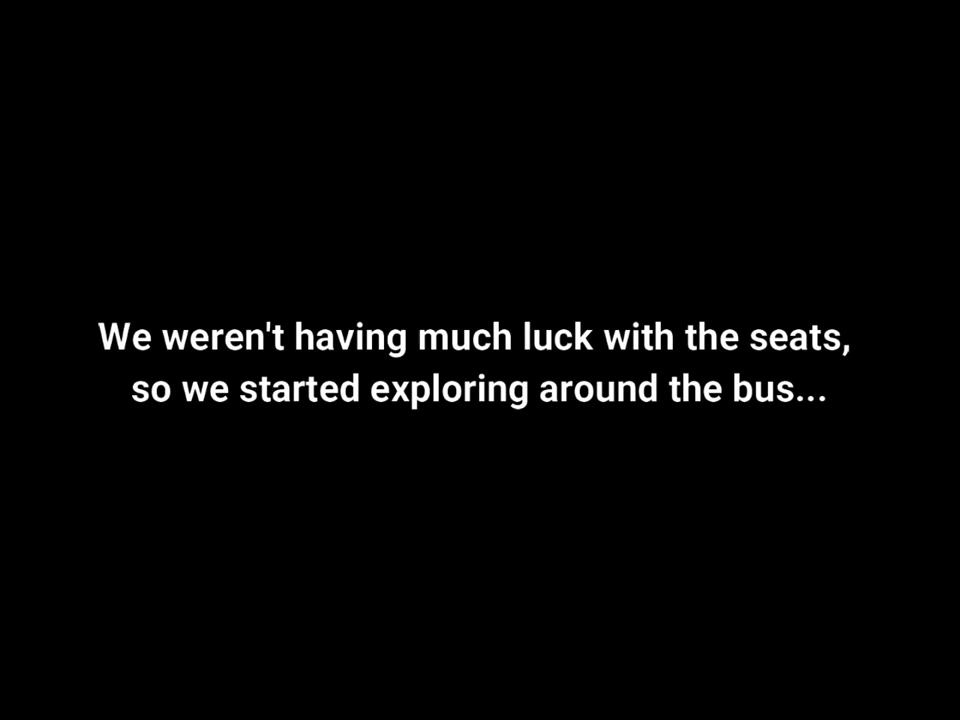 We weren't having much luck with the seats,
so we started exploring around the bus...